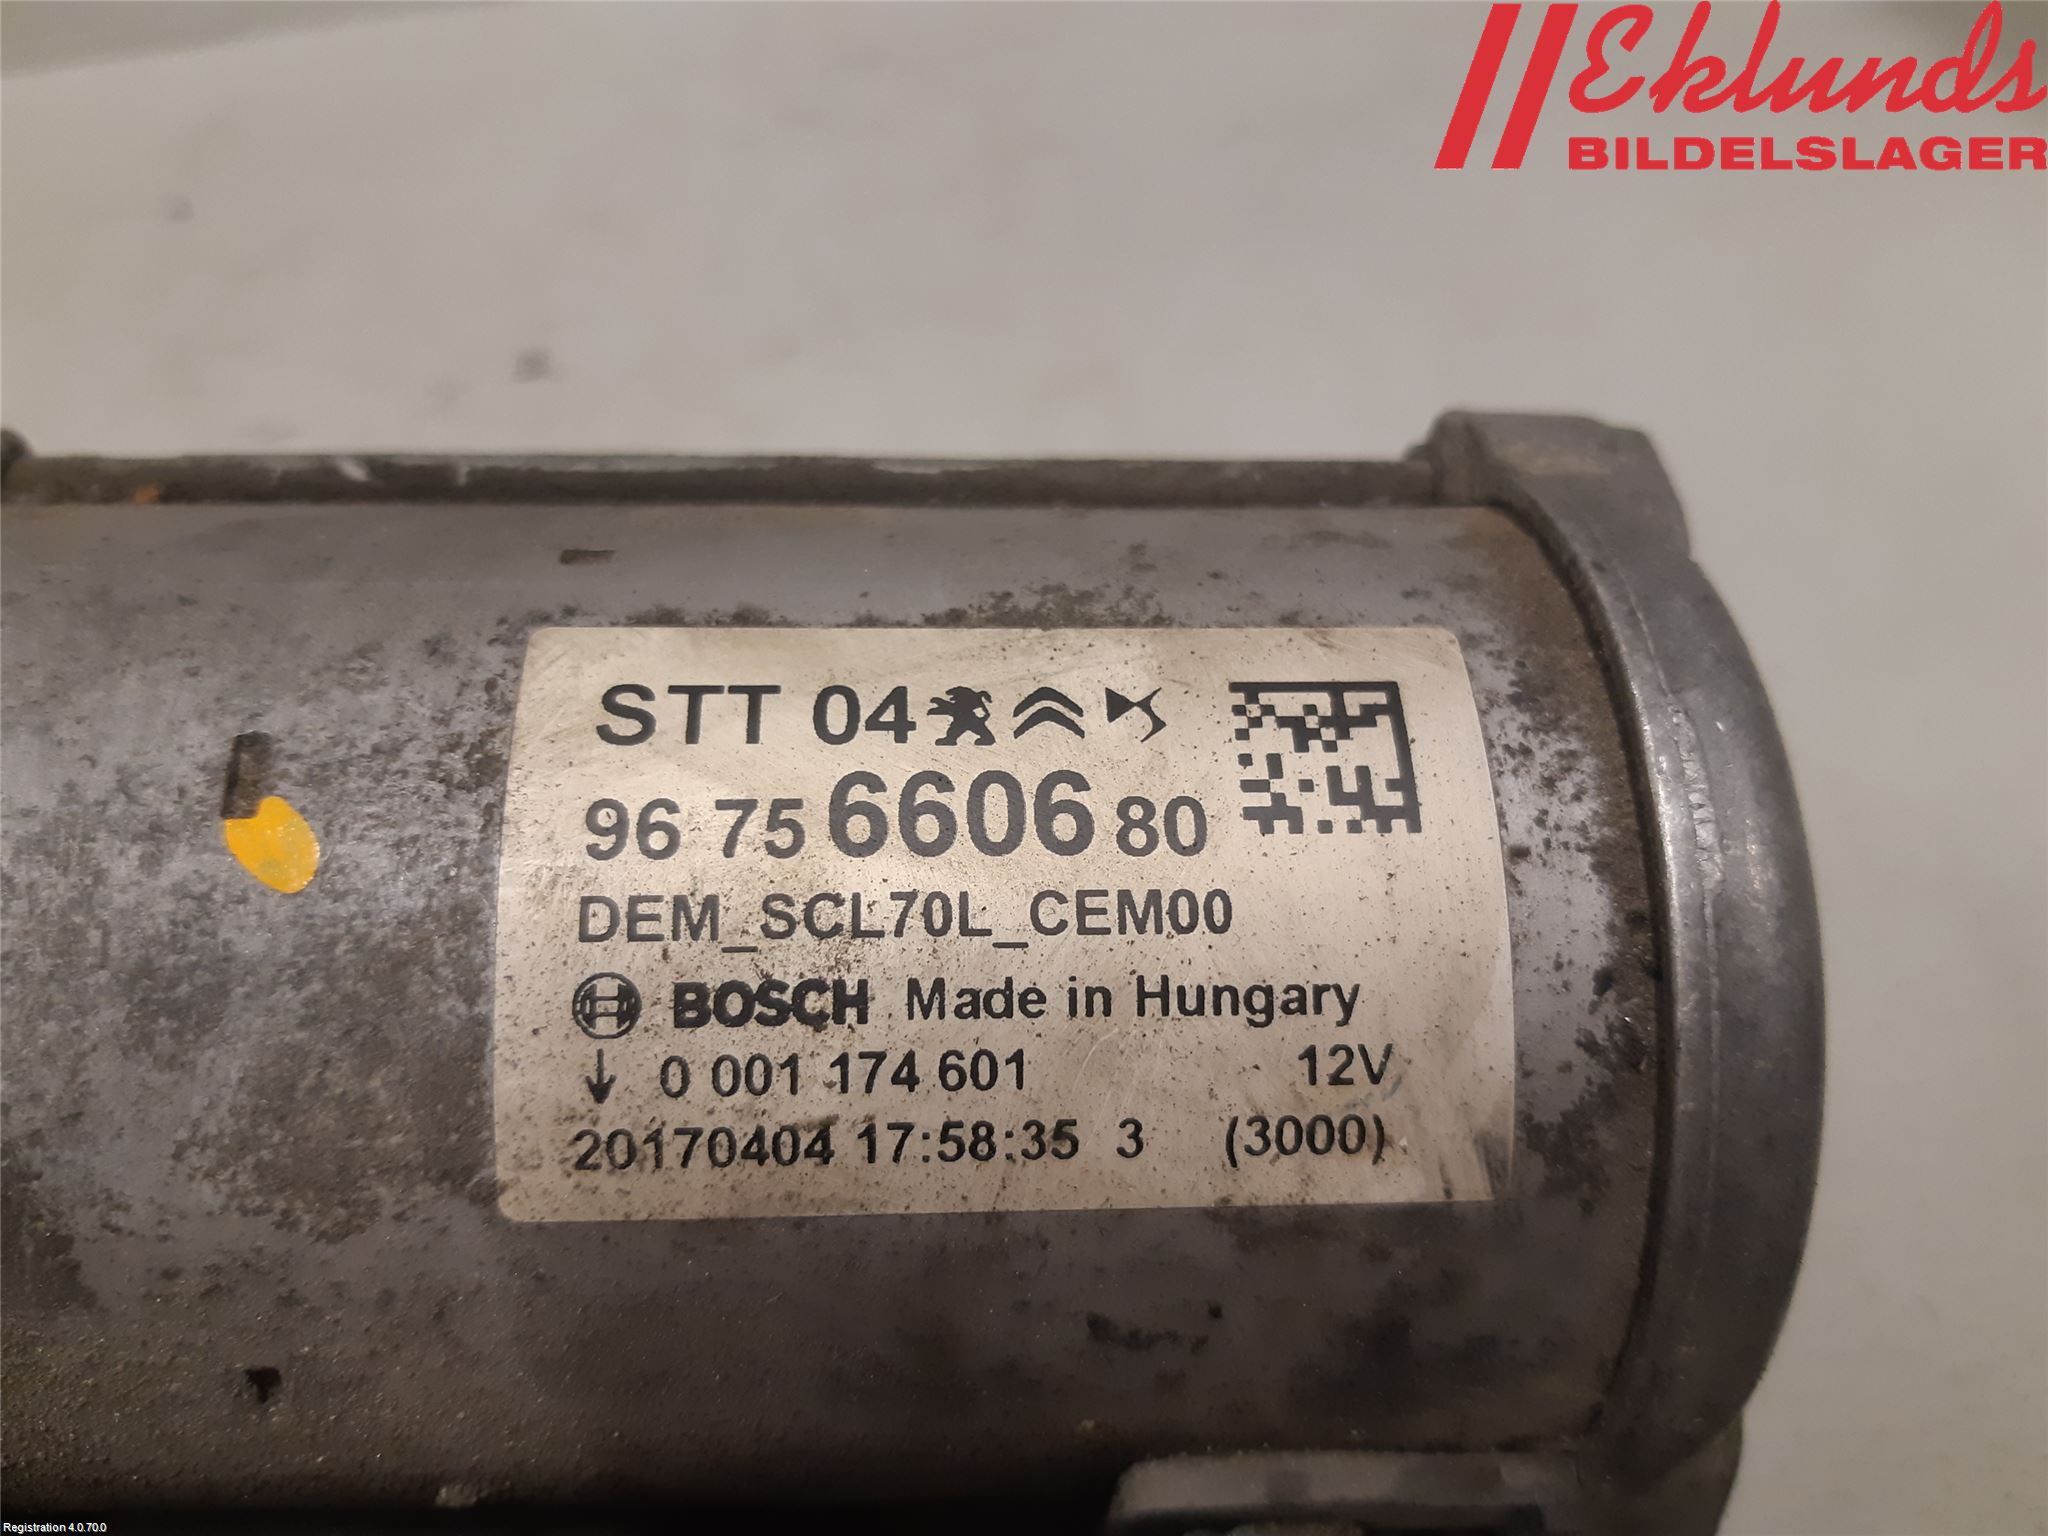 Eklunds
BILDELSLAGER
STT 04
96 75 6606 80
DEM_SCL70L_CEM00
BOSCH Made in Hungary
↓ 0 001 174 601 12V
20170404 17:58:35 3 (3000)
Registration 4.0.70.0